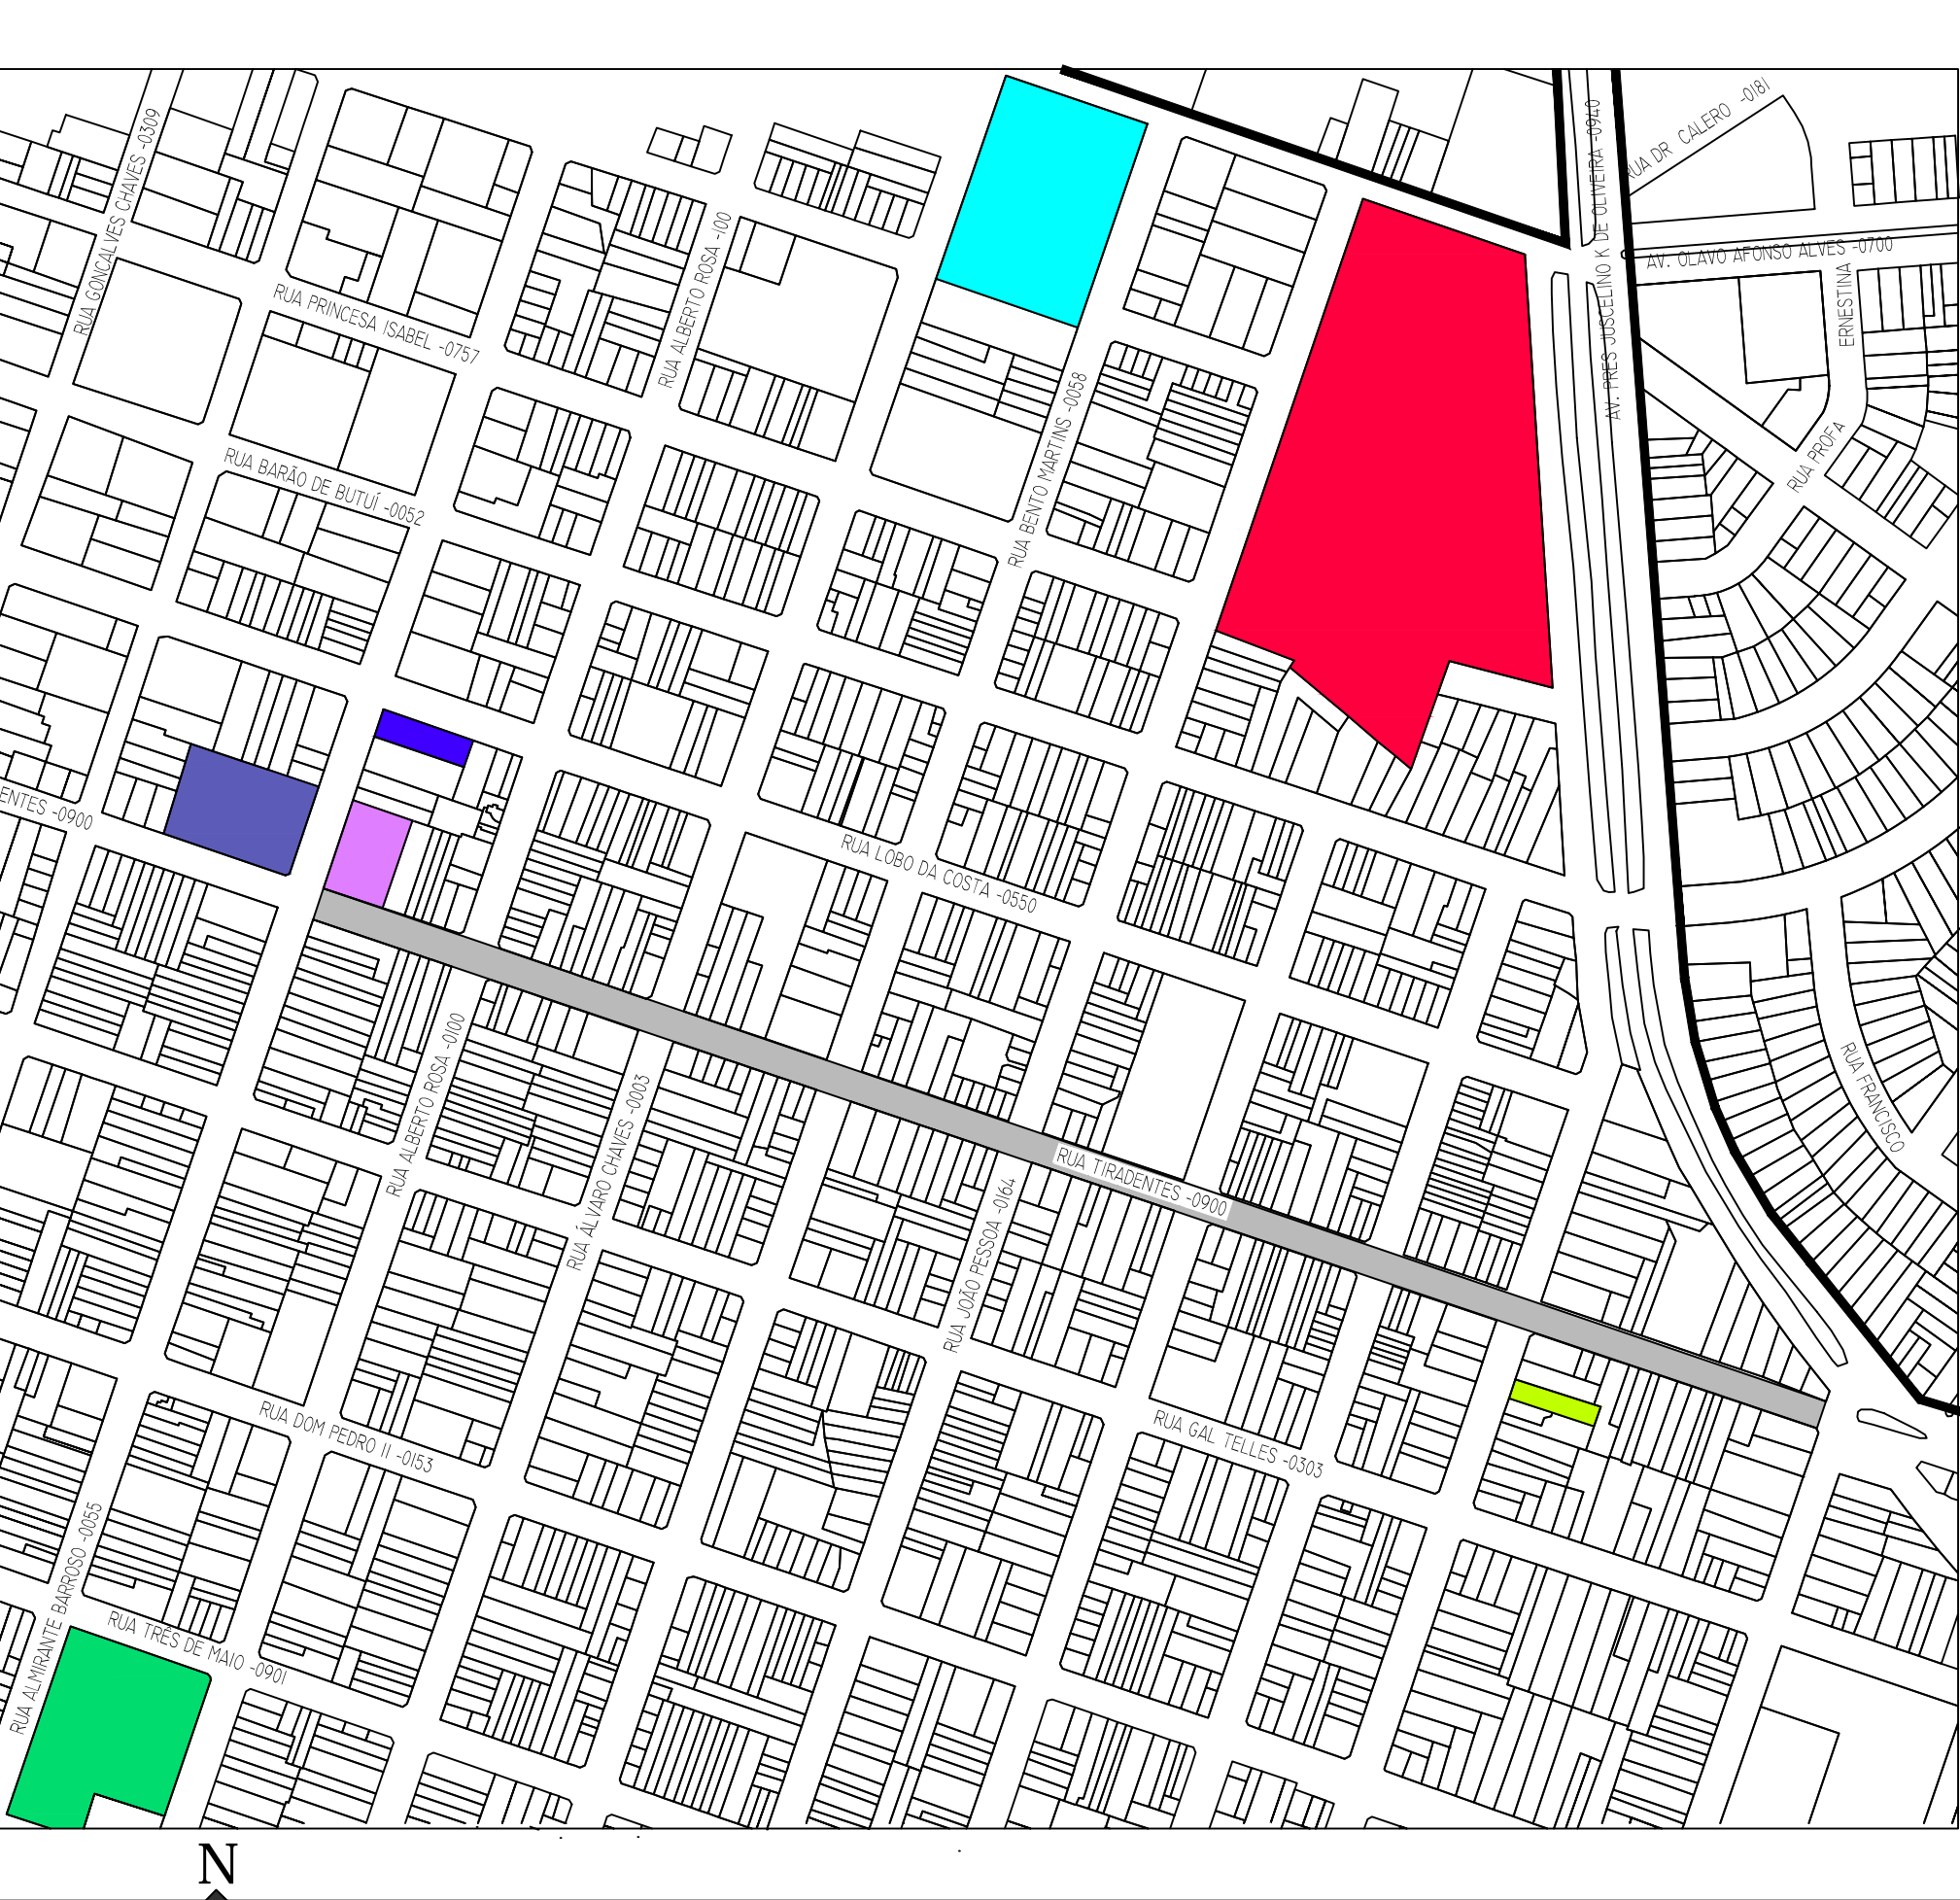 RUA DR CALERO -0181
RUA GONÇALVES CHAVES -0309
AV. PRES JUSCELINO K DE OLIVEIRA -0940
AV. OLAVO AFONSO ALVES -0700
RUA ALBERTO ROSA -100
RUA PRINCESA ISABEL -0757
ERNESTINA
RUA PROFA
RUA BENTO MARTINS -0058
RUA BARÃO DE BUTUÍ -0052
ENTES -0900
RUA LOBO DA COSTA -0550
RUA ALBERTO ROSA -0100
RUA ÁLVARO CHAVES -0003
RUA FRANCISCO
RUA TIRADENTES -0900
RUA JOÃO PESSOA -0164
RUA DOM PEDRO II -0153
RUA GAL TELLES -0303
RUA ALMIRANTE BARROSO -0055
RUA TRÊS DE MAIO -0901
N